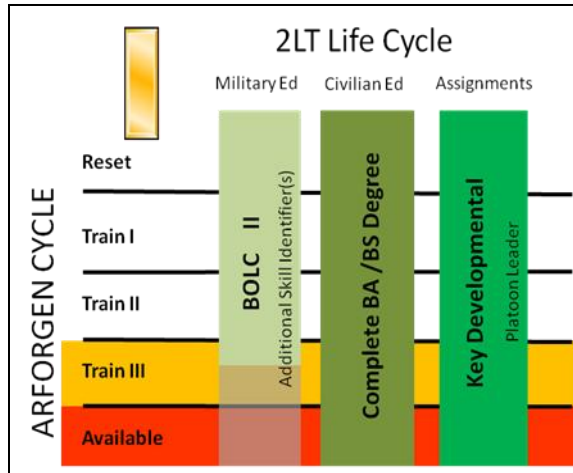 2LT Life Cycle
Military Ed
Civilian Ed
Assignments
ARFORGEN CYCLE
Reset
Train I
Train II
Train III
Available
BOLC II
Additional Skill Identifier(s)
Complete BA /BS Degree
Key Developmental
Platoon Leader